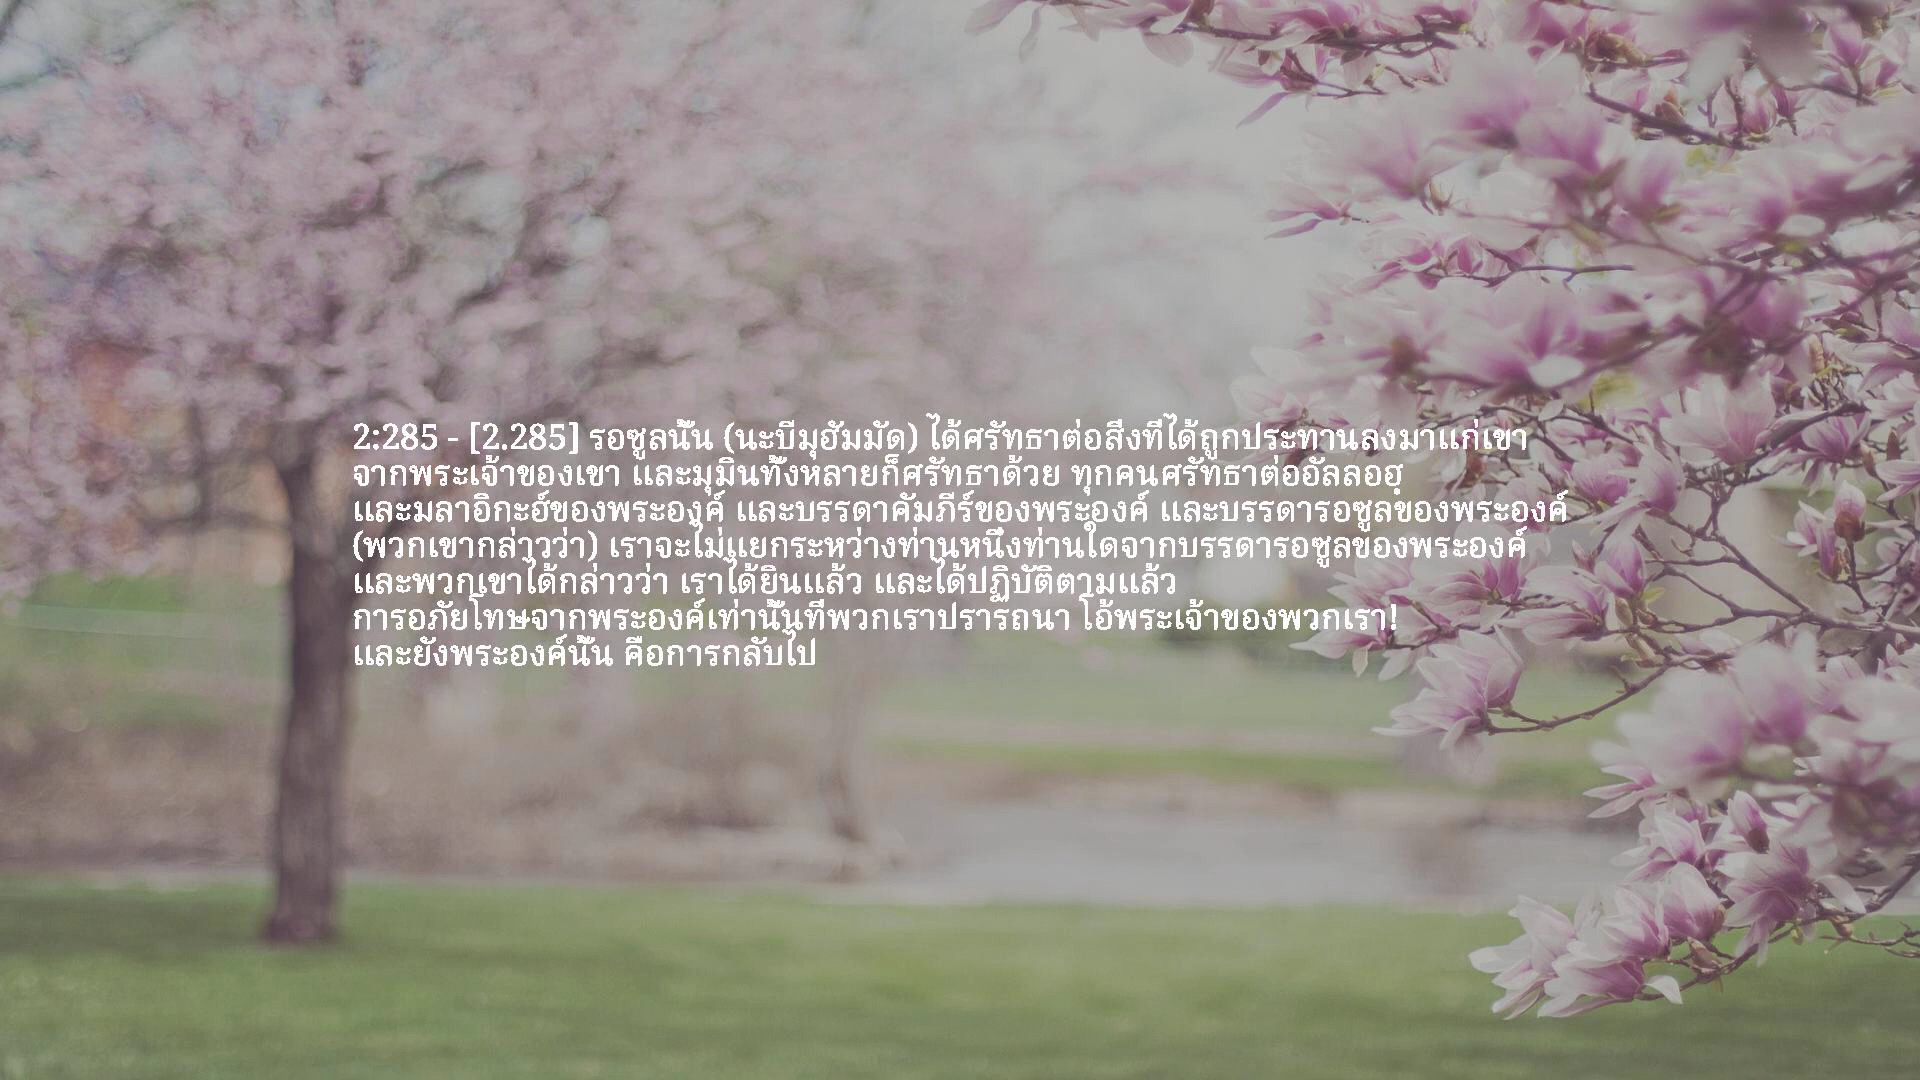 2:285 - [2.285] รอซูลนั้น (นะบีมุฮัมมัด) ได้ศรัทธาต่อสิ่งที่ได้ถูกประทานลงมาแก่เขา
จากพระเจ้าของเขา และมุมินทั้งหลายก็ศรัทธาด้วย ทุกคนศรัทธาต่ออัลลอฮฺ
และมลาอิกะฮ์ของพระองค์ และบรรดาคัมภีร์ของพระองค์ และบรรดารอซูลของพระองค์
(พวกเขากล่าวว่า) เราจะไม่แยกระหว่างท่านหนึ่งท่านใดจากบรรดารอซูลของพระองค์
และพวกเขาได้กล่าวว่า เราได้ยินแล้ว และได้ปฏิบัติตามแล้ว
การอภัยโทษจากพระองค์เท่านั้นที่พวกเราปรารถนา โอ้พระเจ้าของพวกเรา!
และยังพระองค์นั้น คือการกลับไป